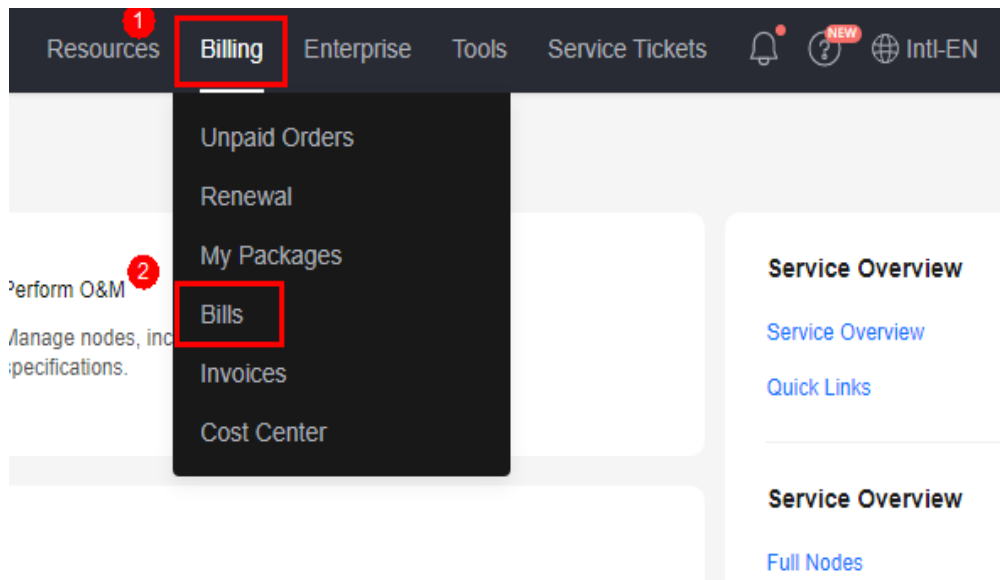 1
Resources Billing Enterprise Tools Service Tickets NEW Intl-EN
Unpaid Orders
Renewal
My Packages
Bills
Invoices
Cost Center
2
Perform O&M
Manage nodes, inc
specifications.
Service Overview
Service Overview
Quick Links
Service Overview
Full Nodes